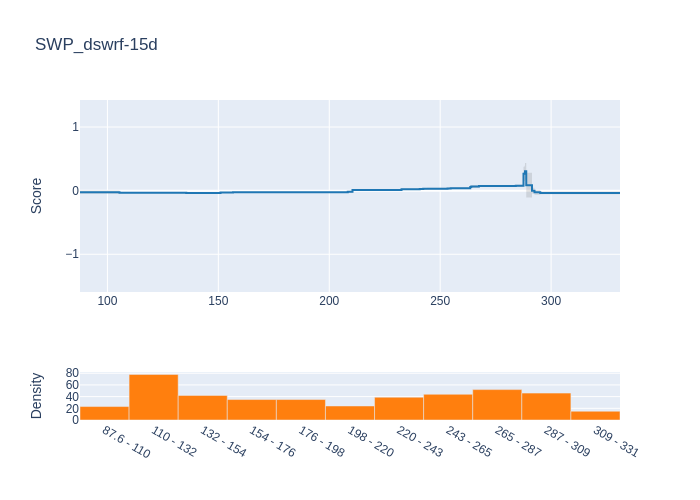 SWP_dswrf-15d
Score
1
0
−1
100
150
200
250
300
Density
80
60
40
20
0
87.6 - 110
110 - 132
132 - 154
154 - 176
176 - 198
198 - 220
220 - 243
243 - 265
265 - 287
287 - 309
309 - 331